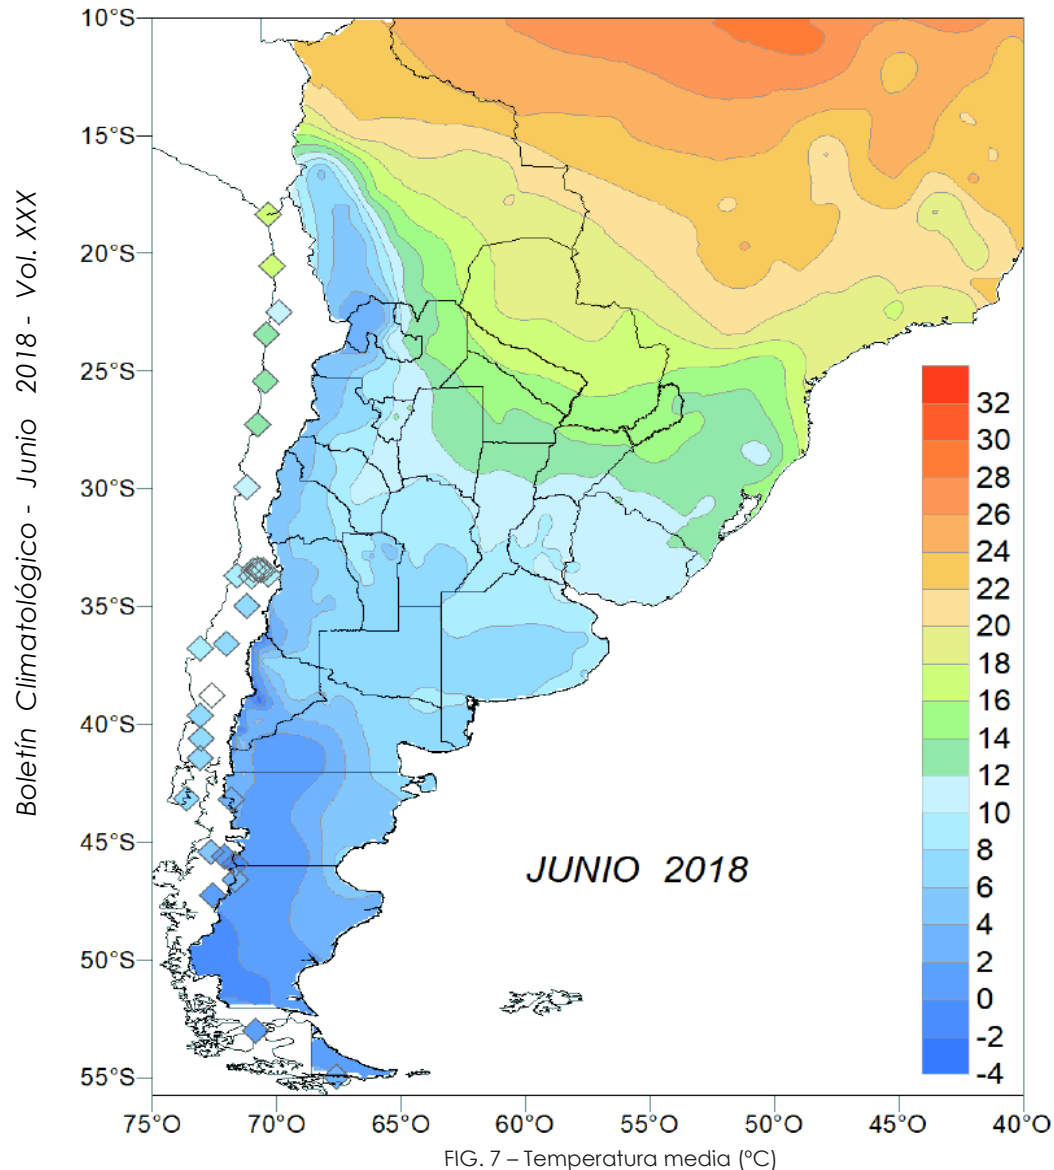 Boletín Climatológico - Junio 2018 - Vol. XXX
10°S
15°S
20°S
25°S
30°S
35°S
40°S
45°S
50°S
55°S
32
30
28
26
24
22
20
18
16
14
12
10
8
6
4
2
0
-2
-4
JUNIO 2018
75°O 70°O 65°O 60°O 55°O 50°O 45°O 40°O
FIG. 7 – Temperatura media (ºC)